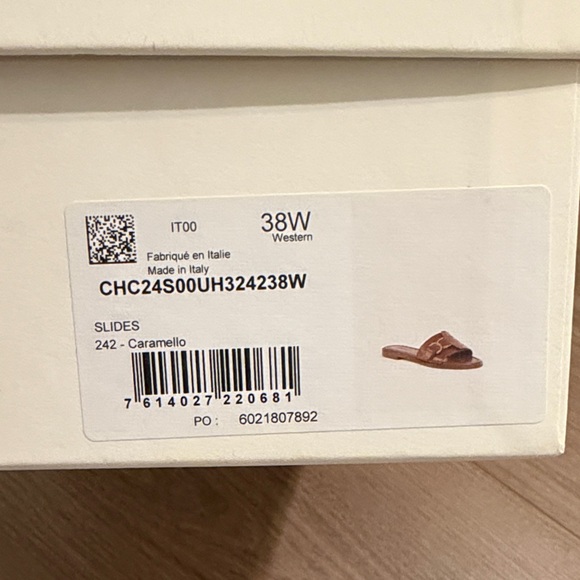 IT00
38W
Western
Fabriqué en Italie
Made in Italy
CHC24S00UH324238W
SLIDES
242 - Caramello
7 614027 220681
PO : 6021807892